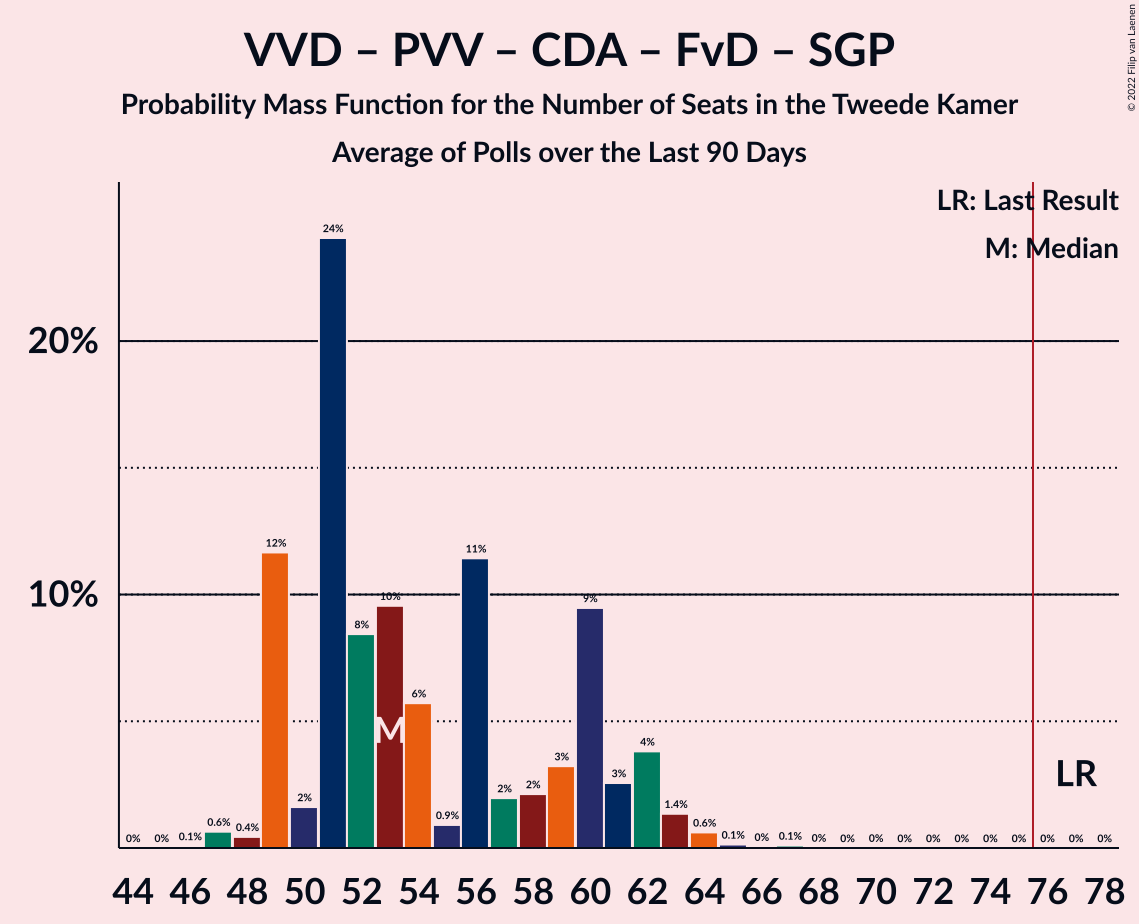 VVD – PVV – CDA – FvD – SGP
Probability Mass Function for the Number of Seats in the Tweede Kamer
Average of Polls over the Last 90 Days
© 2022 Filip van Laenen
LR: Last Result
M: Median
20%
10%
0% 0% 0.1% 0.6% 0.4% 12% 2% 24% 8% 10% 6% 0.9% 11% 2% 2% 3% 9% 3% 4% 1.4% 0.6% 0.1% 0% 0.1% 0% 0% 0% 0% 0% 0% 0% 0% 0% 0% 0%
M
LR
44 46 48 50 52 54 56 58 60 62 64 66 68 70 72 74 76 78